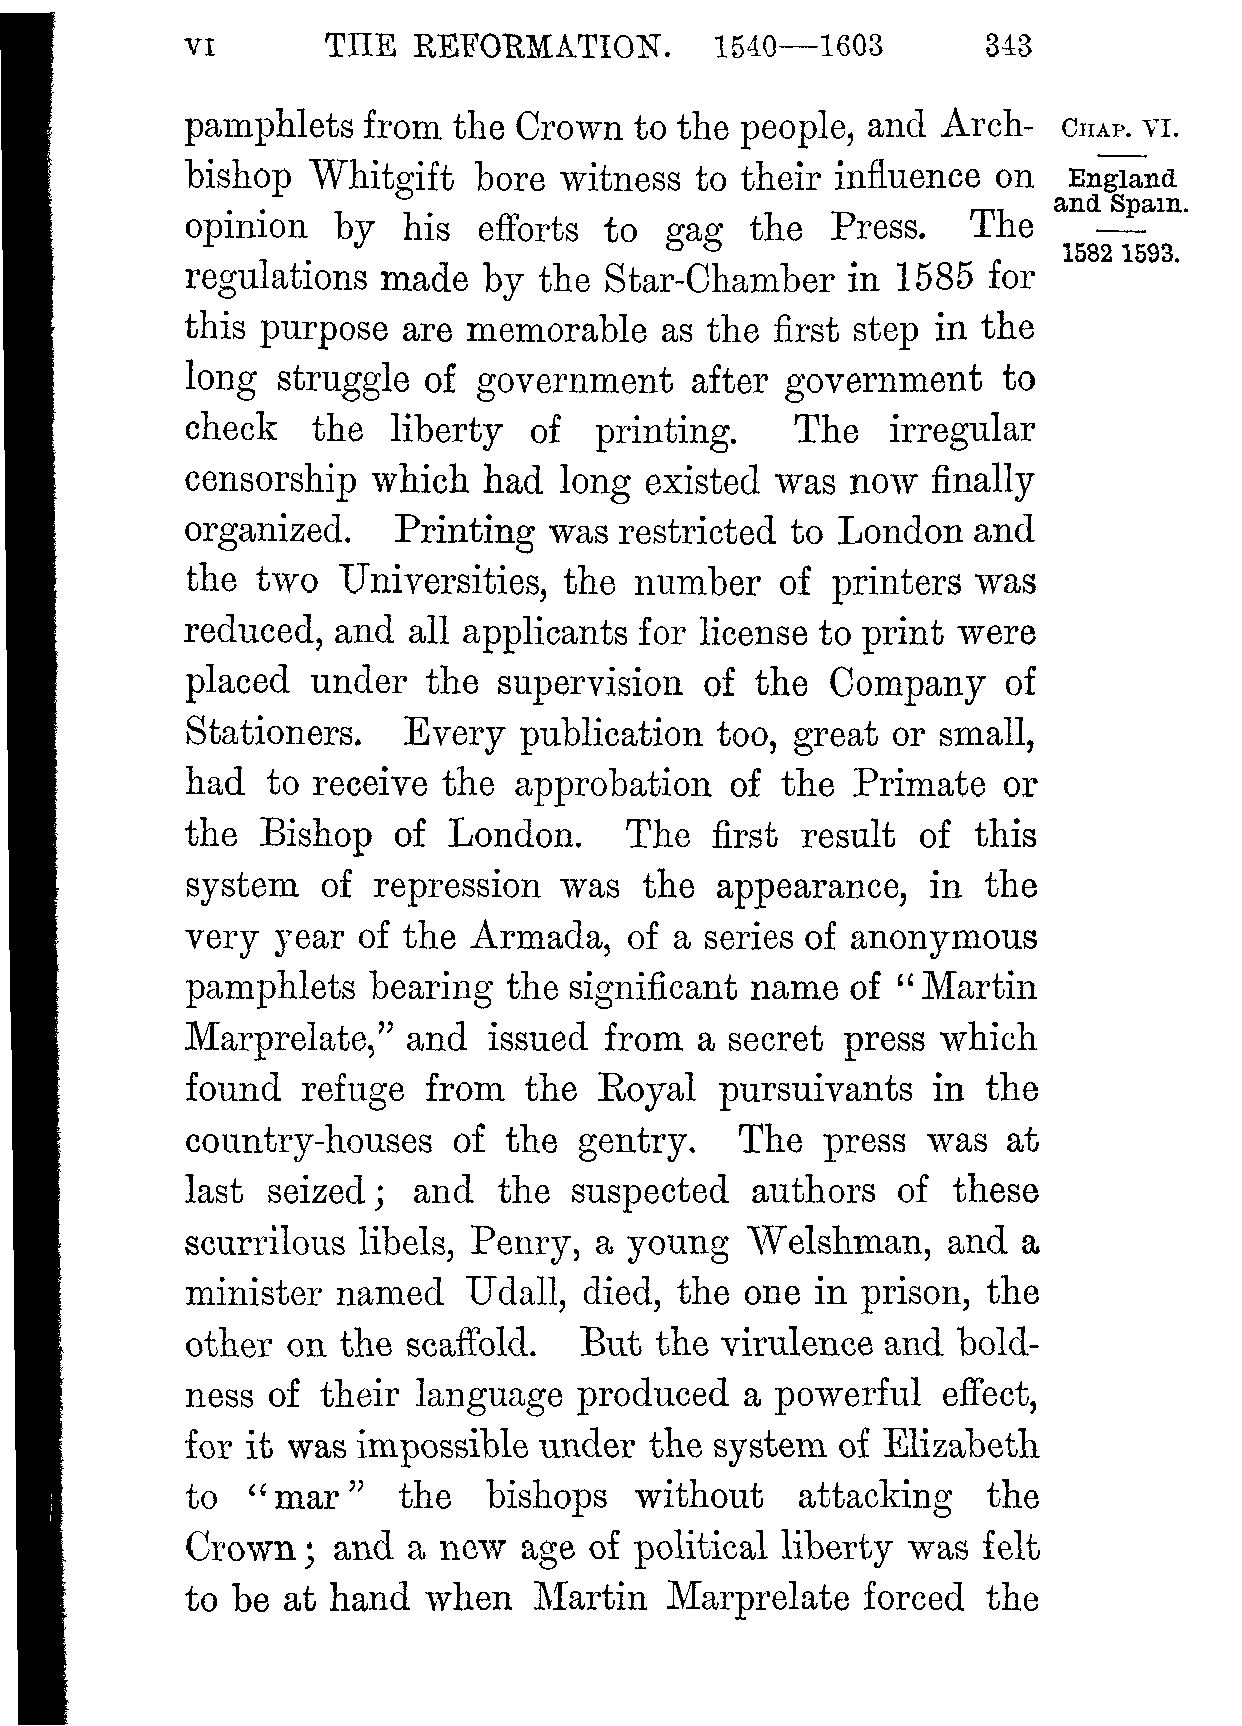 VI THE REFORMATION. 1540—1603 343
pamphlets from the Crown to the people, and Arch-
bishop Whitgift bore witness to their influence on
opinion by his efforts to gag the Press. The
regulations made by the Star-Chamber in 1585 for
this purpose are memorable as the first step in the
long struggle of government after government to
check the liberty of printing. The irregular
censorship which had long existed was now finally
organized. Printing was restricted to London and
the two Universities, the number of printers was
reduced, and all applicants for license to print were
placed under the supervision of the Company of
Stationers. Every publication too, great or small,
had to receive the approbation of the Primate or
the Bishop of London. The first result of this
system of repression was the appearance, in the
very year of the Armada, of a series of anonymous
pamphlets bearing the significant name of "Martin
Marprelate," and issued from a secret press which
found refuge from the Royal pursuivants in the
country-houses of the gentry. The press was at
last seized; and the suspected authors of these
scurrilous libels, Penry, a young Welshman, and a
minister named Udall, died, the one in prison, the
other on the scaffold. But the virulence and bold-
ness of their language produced a powerful effect,
for it was impossible under the system of Elizabeth
to "mar" the bishops without attacking the
Crown; and a new age of political liberty was felt
to be at hand when Martin Marprelate forced the
CHAP. VI.
England
and Spain.
1582 1593.